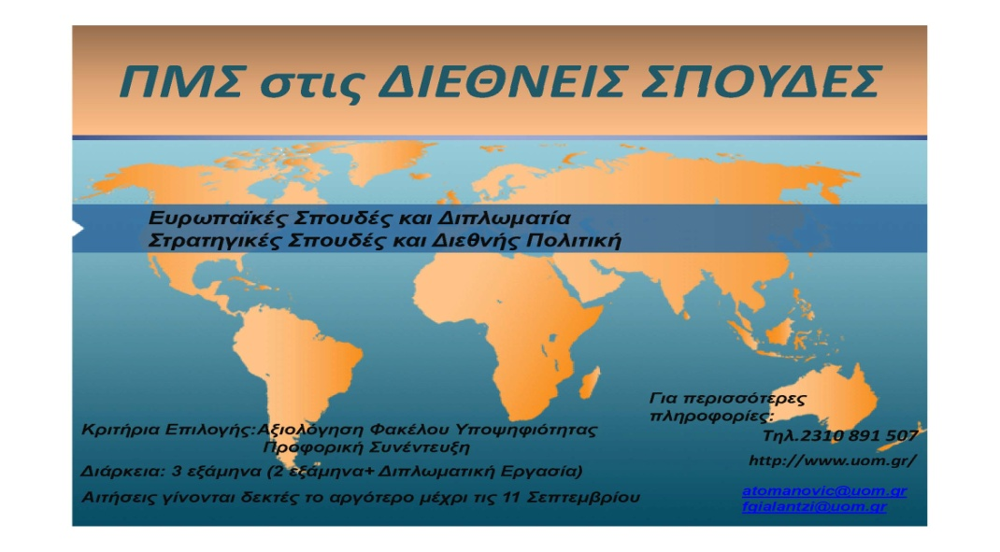 ΠΜΣ στις ΔΙΕΘΝΕΙΣ ΣΠΟΥΔΕΣ
Ευρωπαϊκές Σπουδές και Διπλωματία
Στρατηγικές Σπουδές και Διεθνής Πολιτική
Κριτήρια Επιλογής:Αξιολόγηση Φακέλου Υποψηφιότητας
Προφορική Συνέντευξη
Διάρκεια: 3 εξάμηνα (2 εξάμηνα+ Διπλωματική Εργασία)
Αιτήσεις γίνονται δεκτές το αργότερο μέχρι τις 11 Σεπτεμβρίου
Για περισσότερες
πληροφορίες:
Τηλ.2310 891 507
http://www.uom.gr/
atomanovic@uom.gr
fgialantzi@uom.gr